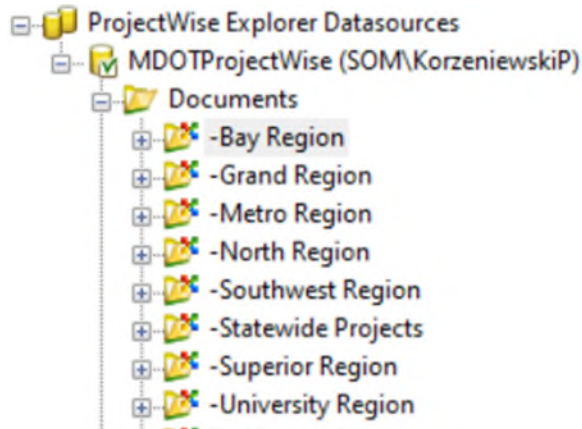 ProjectWise Explorer Datasources
MDOTProjectWise (SOM\KorzeniewskiP)
Documents
-Bay Region
-Grand Region
-Metro Region
-North Region
-Southwest Region
-Statewide Projects
-Superior Region
-University Region